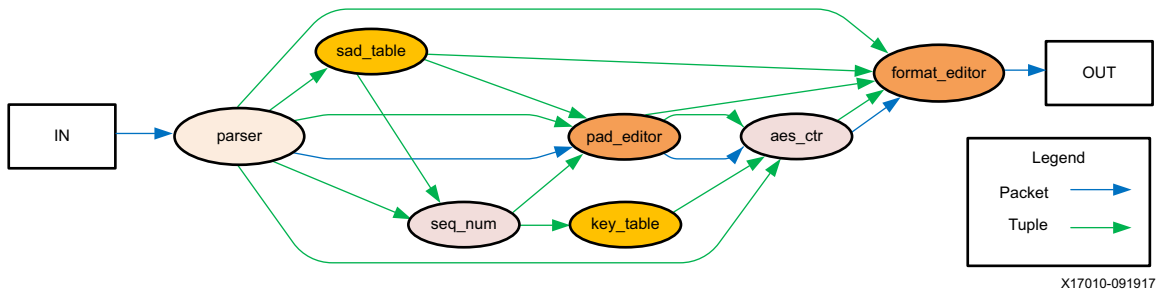 sad_table
format_editor
OUT
IN
parser
pad_editor
aes_ctr
Legend
Packet
Tuple
seq_num
key_table
X17010-091917